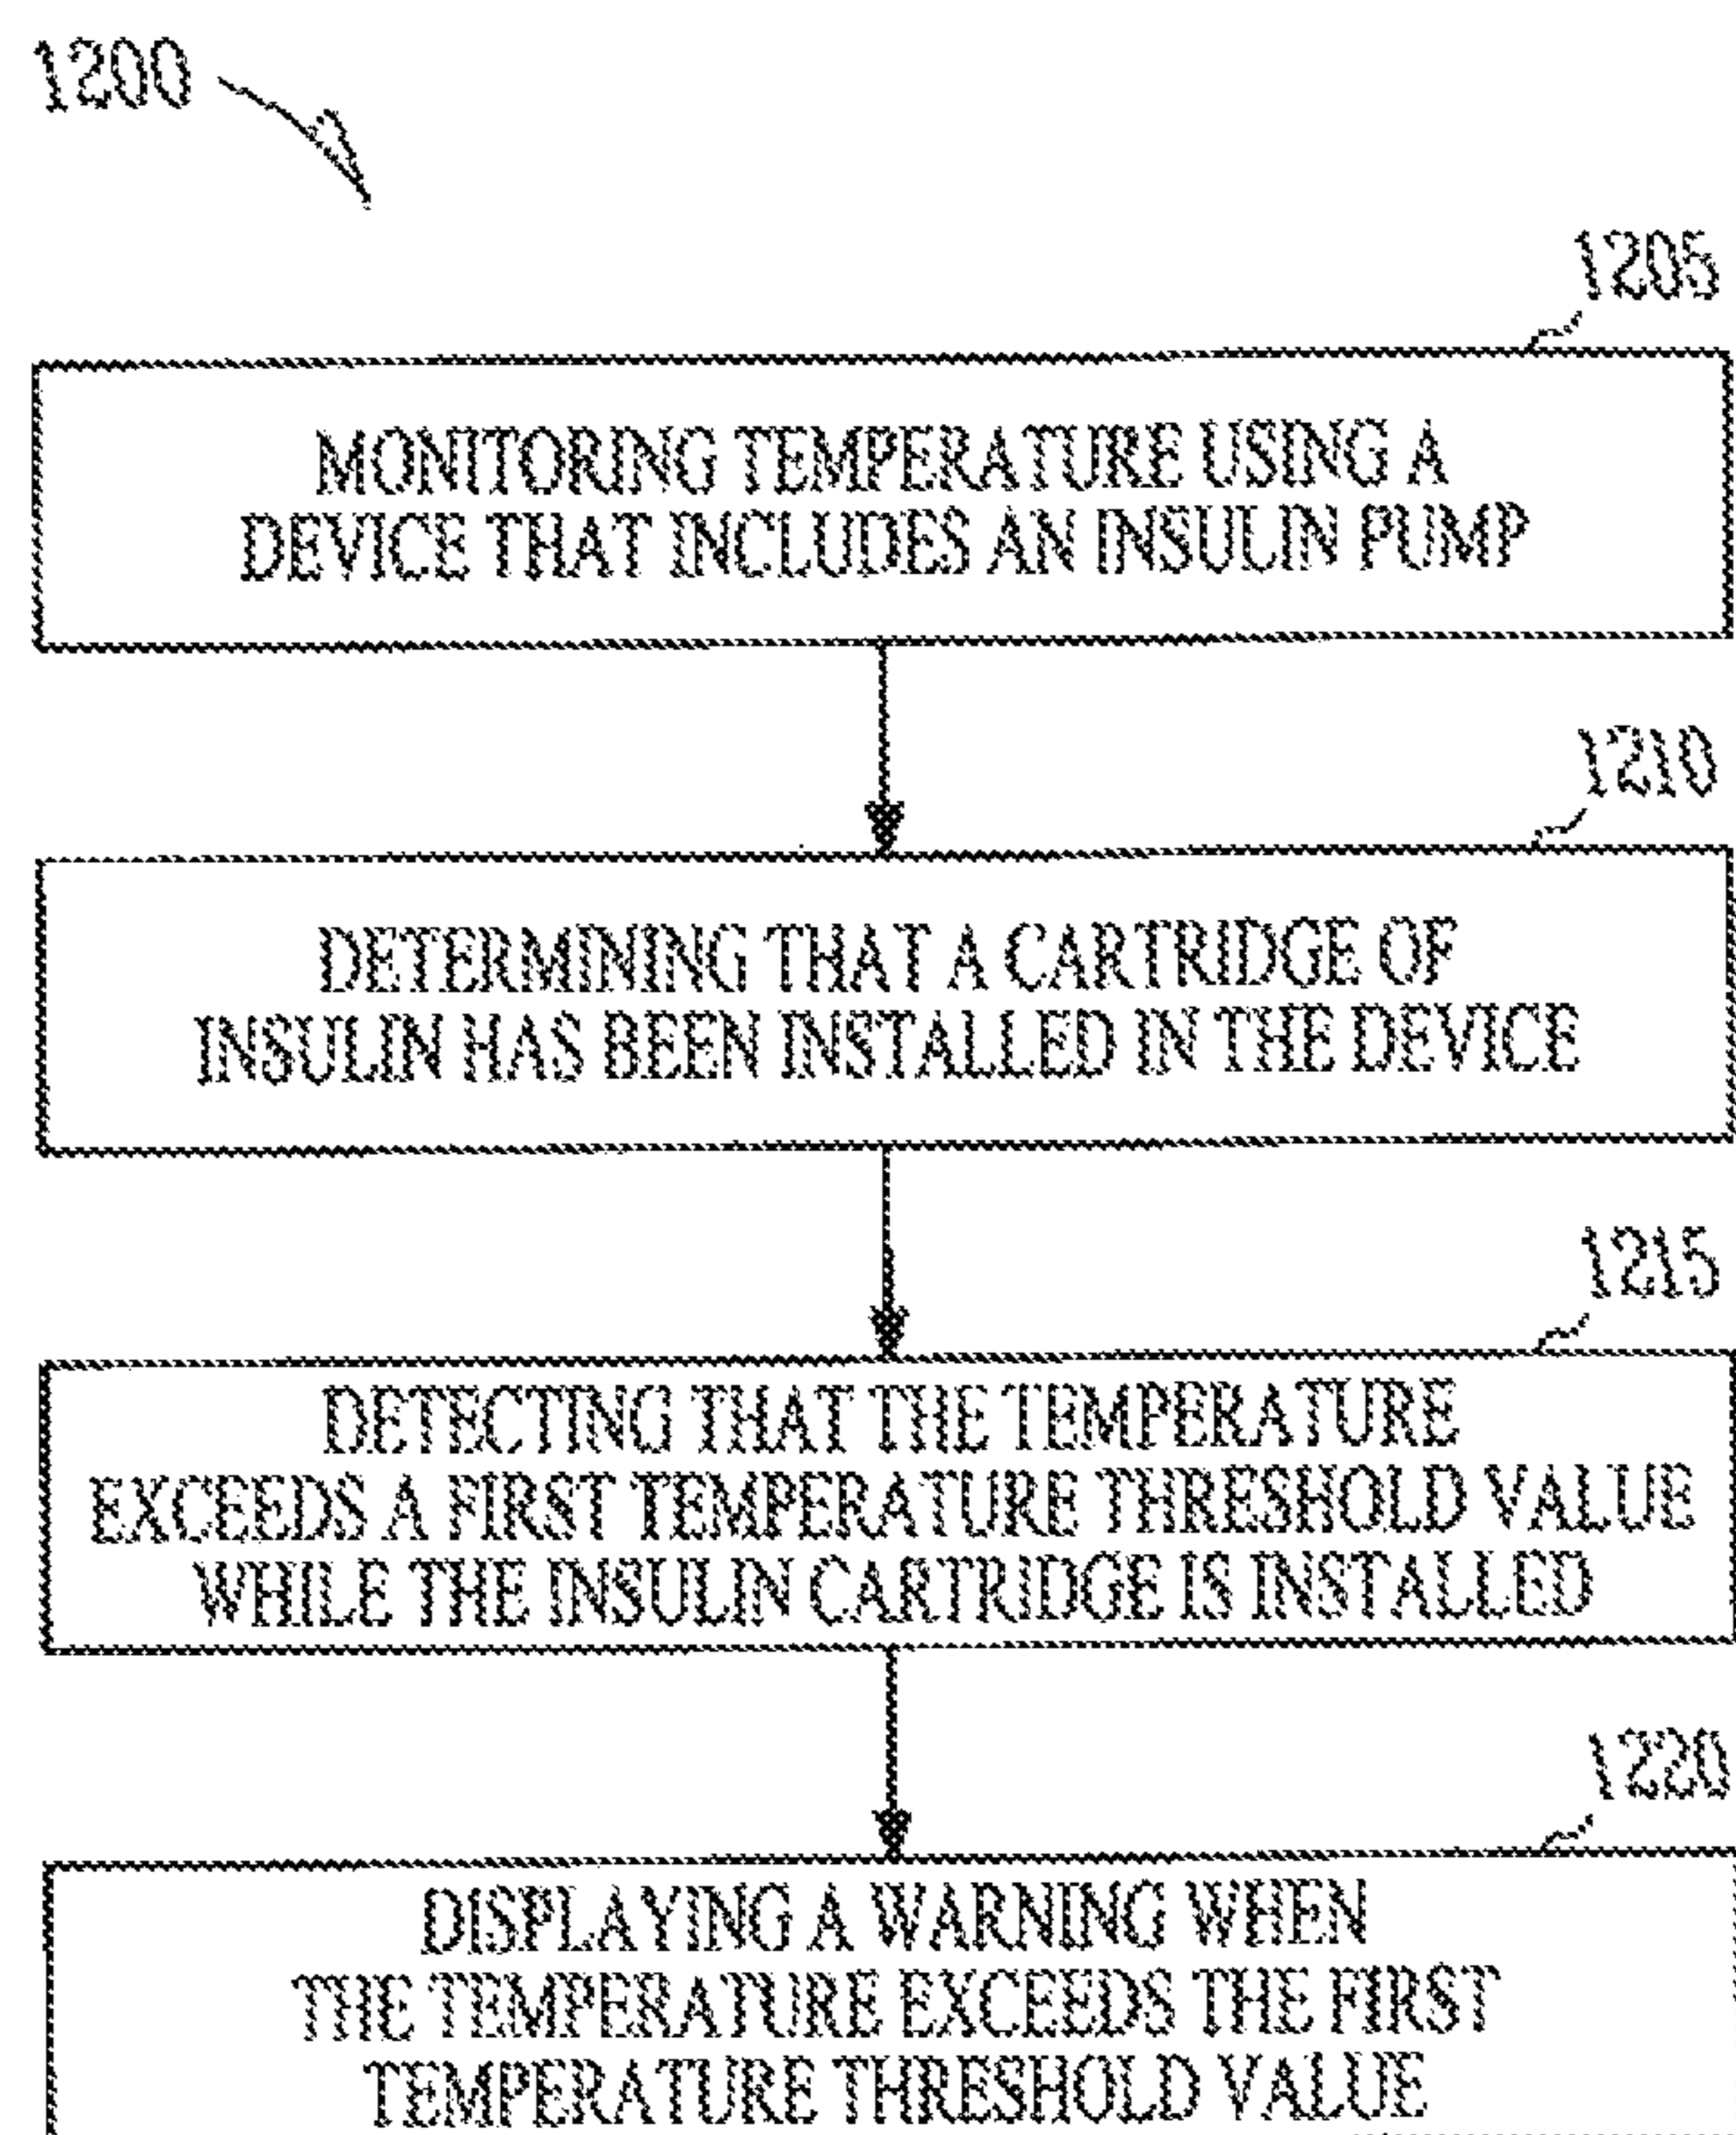 1200
1205
MONITORING TEMPERATURE USING A
DEVICE THAT INCLUDES AN INSULIN PUMP
1210
DETERMINING THAT A CARTRIDGE OF
INSULIN HAS BEEN INSTALLED IN THE DEVICE
1215
DETECTING THAT THE TEMPERATURE
EXCEEDS A FIRST TEMPERATURE THRESHOLD VALUE
WHILE THE INSULIN CARTRIDGE IS INSTALLED
1220
DISPLAYING A WARNING WHEN
THE TEMPERATURE EXCEEDS THE FIRST
TEMPERATURE THRESHOLD VALUE